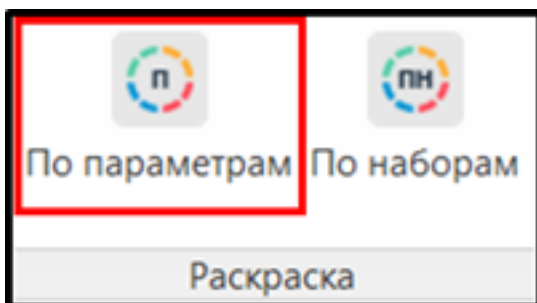 П ПН
По параметрам По наборам
Раскраска